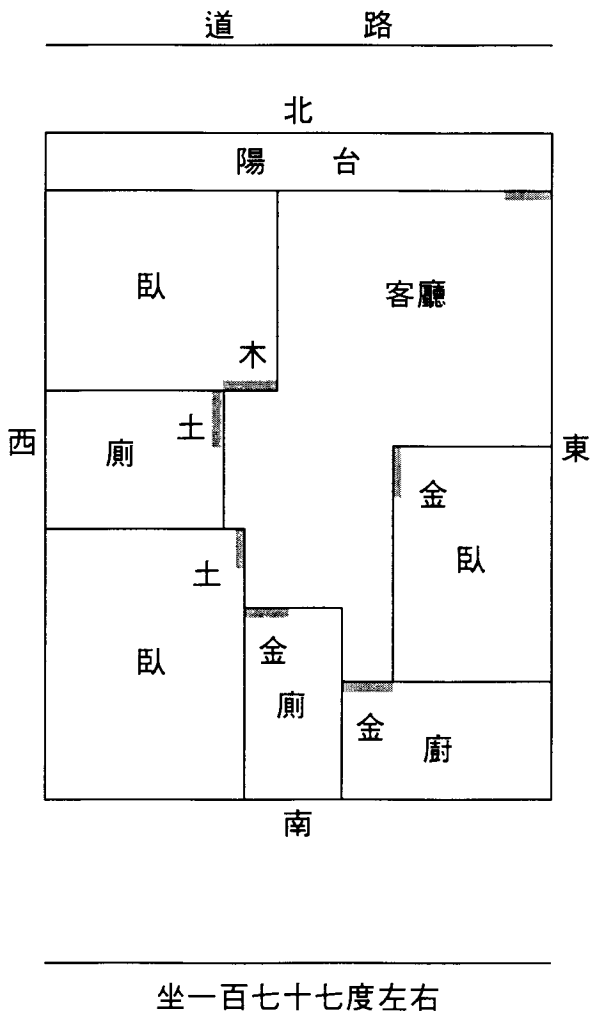 道路
北
陽台
臥
客廳
木
西
廁
土
東
金
臥
土
臥
金
廁
金
廚
南
坐一百七十七度左右